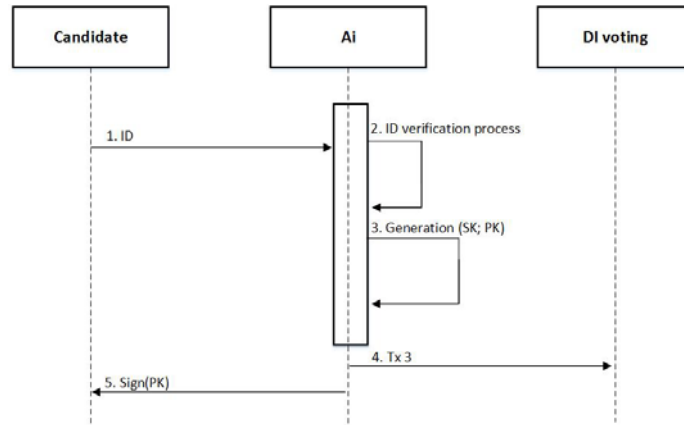 Candidate
Ai
DI voting
1. ID
2. ID verification process
3. Generation (SK; PK)
4. Tx 3
5. Sign(PK)